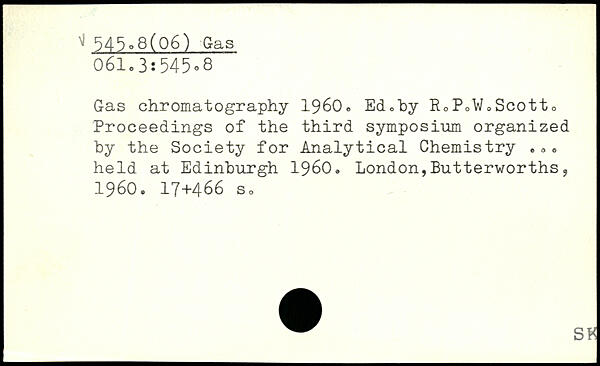 √ 545.8(06) Gas
061.3:545.8
Gas chromatography 1960. Ed.by R.P.W.Scott.
Proceedings of the third symposium organized
by the Society for Analytical Chemistry ...
held at Edinburgh 1960. London,Butterworths,
1960. 17+466 s.
SK